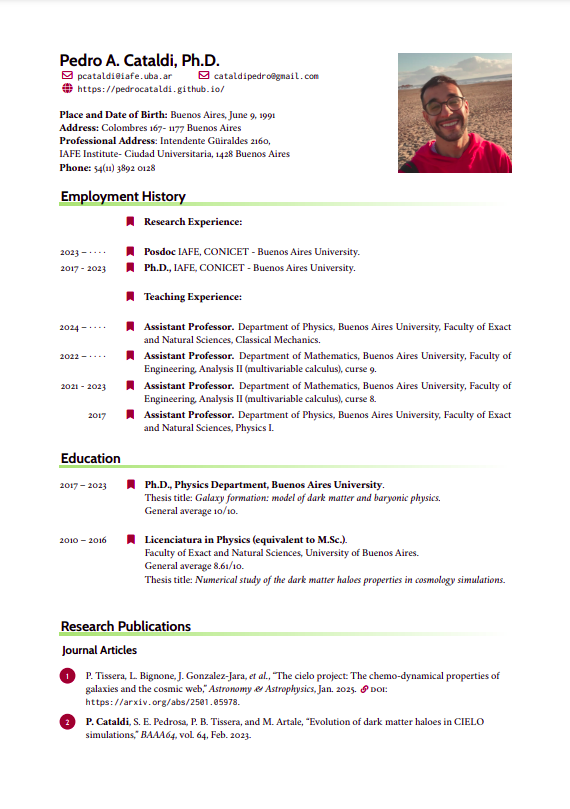 Pedro A. Cataldi, Ph.D.
pcataldi@iafe.uba.ar cataldipedro@gmail.com
https://pedrocataldi.github.io/
Place and Date of Birth: Buenos Aires, June 9, 1991
Address: Colombres 167- 1177 Buenos Aires
Professional Address: Intendente Güiraldes 2160,
IAFE Institute- Ciudad Universitaria, 1428 Buenos Aires
Phone: 54(11) 3892 0128
Employment History
Research Experience:
2023 – ···· Posdoc IAFE, CONICET - Buenos Aires University.
2017 - 2023 Ph.D., IAFE, CONICET - Buenos Aires University.
Teaching Experience:
2024 – ···· Assistant Professor. Department of Physics, Buenos Aires University, Faculty of Exact
and Natural Sciences, Classical Mechanics.
2022 – ···· Assistant Professor. Department of Mathematics, Buenos Aires University, Faculty of
Engineering, Analysis II (multivariable calculus), curse 9.
2021 - 2023 Assistant Professor. Department of Mathematics, Buenos Aires University, Faculty of
Engineering, Analysis II (multivariable calculus), curse 8.
2017 Assistant Professor. Department of Physics, Buenos Aires University, Faculty of Exact
and Natural Sciences, Physics I.
Education
2017 – 2023 Ph.D., Physics Department, Buenos Aires University.
Thesis title: Galaxy formation: model of dark matter and baryonic physics.
General average 10/10.
2010 – 2016 Licenciatura in Physics (equivalent to M.Sc.).
Faculty of Exact and Natural Sciences, University of Buenos Aires.
General average 8.61/10.
Thesis title: Numerical study of the dark matter haloes properties in cosmology simulations.
Research Publications
Journal Articles
1 P. Tissera, L. Bignone, J. Gonzalez-Jara, et al., “The cielo project: The chemo-dynamical properties of
galaxies and the cosmic web,” Astronomy & Astrophysics, Jan. 2025. DOI:
https://arxiv.org/abs/2501.05978.
2 P. Cataldi, S. E. Pedrosa, P. B. Tissera, and M. Artale, “Evolution of dark matter haloes in CIELO
simulations,” BAAA64, vol. 64, Feb. 2023.